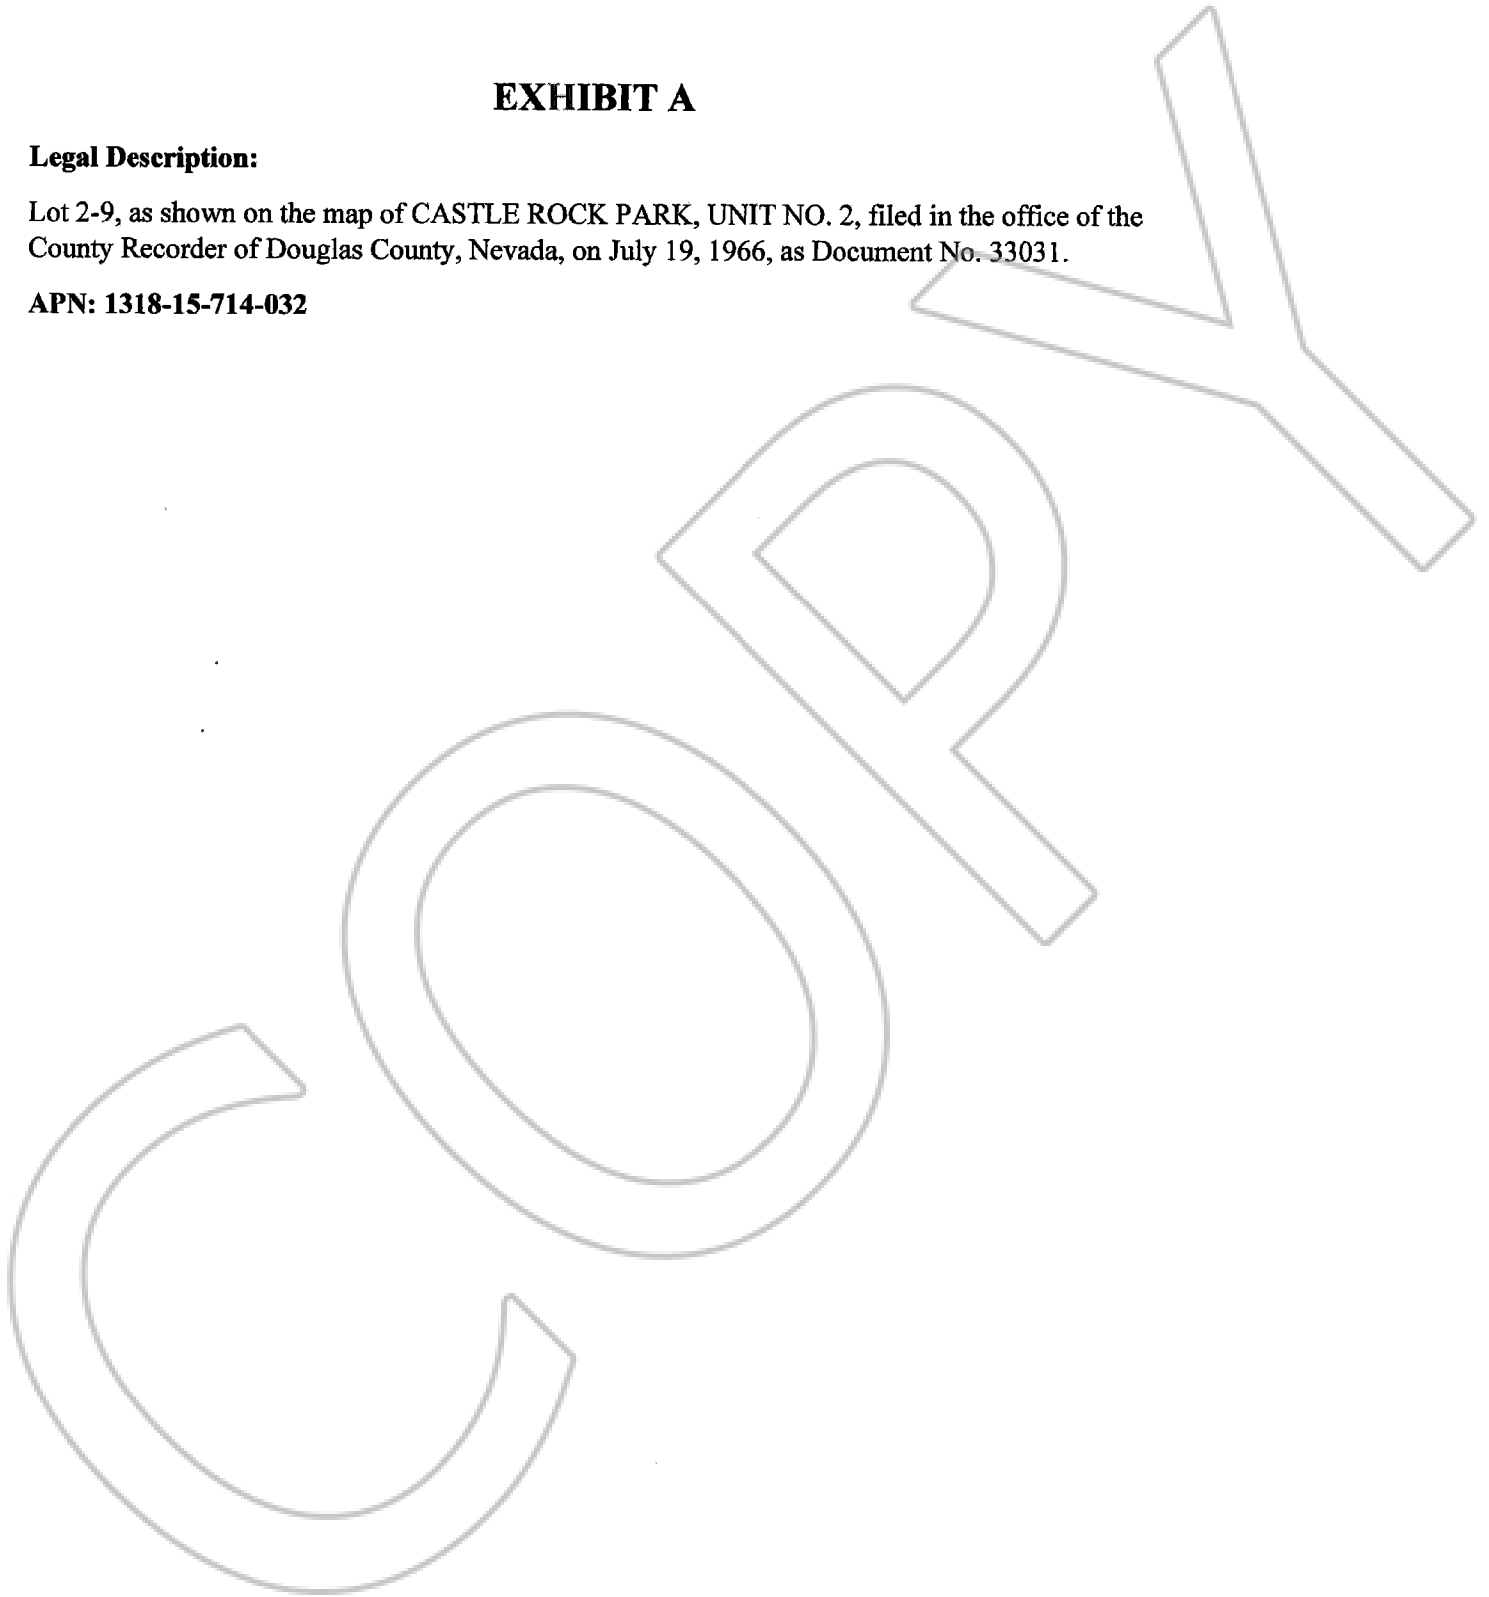 EXHIBIT A
Legal Description:
Lot 2-9, as shown on the map of CASTLE ROCK PARK, UNIT NO. 2, filed in the office of the
County Recorder of Douglas County, Nevada, on July 19, 1966, as Document No. 33031.
APN: 1318-15-714-032
COPY